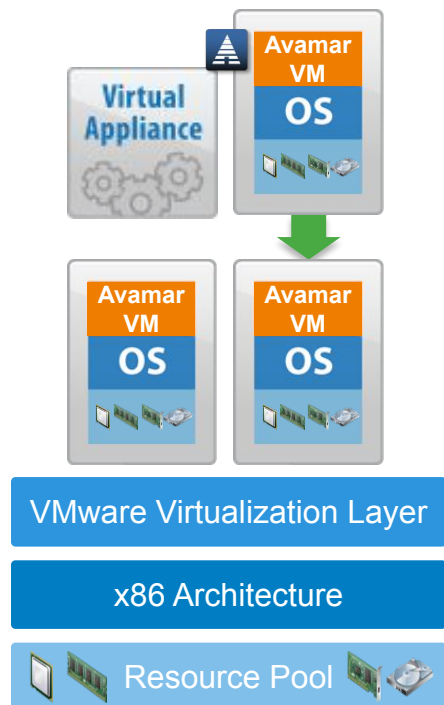 Avamar
VM
OS
Virtual
Appliance
Avamar
VM
OS
Avamar
VM
OS
VMware Virtualization Layer
x86 Architecture
Resource Pool